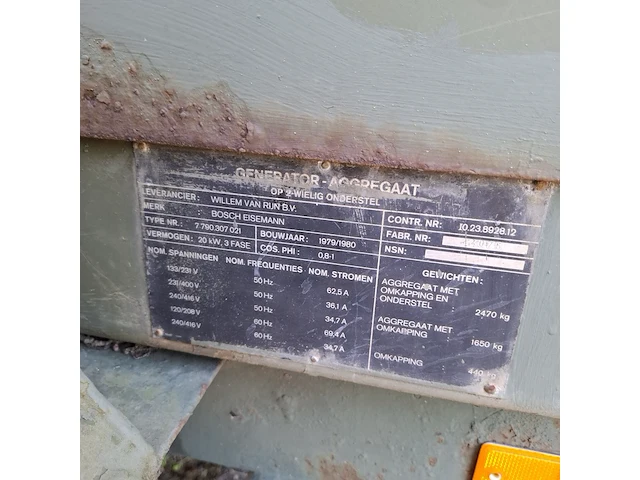 GENERATOR - AGGREGAAT
OP 2-WIELIG ONDERSTEL
LEVERANCIER: WILLEM VAN RIJN B.V.
MERK BOSCH EISEMANN
TYPE NR.: 7 790.307 021
VERMOGEN: 20 KW, 3 FASE
BOUWJAAR: 1979/1980
COS. PHI: 0,8-1
NOM. SPANNINGEN NOM. FREQUENTIES NOM. STROMEN
133/231 V 50 Hz 62,5 A
231/400 V 50 Hz 36,1 A
240/416 V 50 Hz 34,7 A
120/208 V 60 Hz 69,4 A
240/416 V 60 Hz 34,7 A
CONTR. NR: 10.23.8928.12
FABR. NR:
NSN:
GEWICHTEN:
AGGREGAAT MET
OMKAPPING EN
ONDERSTEL 2470 kg
AGGREGAAT MET
OMKAPPING 1650 kg
OMKAPPING 440 kg